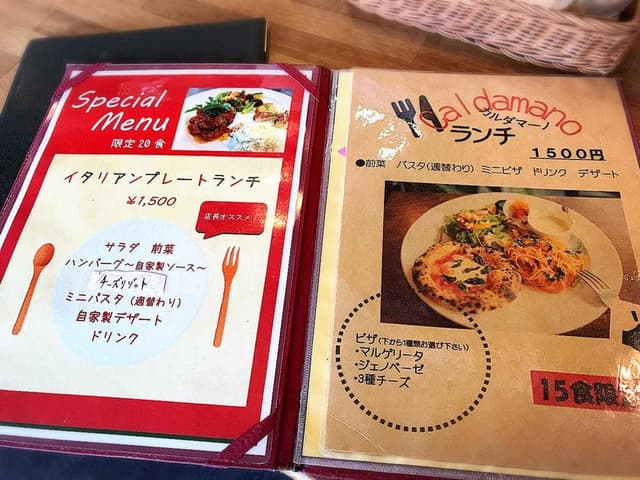 Special
Menu
限定20食
イタリアンプレートランチ
¥1,500
店長オススメ!
サラダ 前菜
ハンバーグ〜自家製ソース〜
チーズリゾット
ミニパスタ(週替わり)
自家製デザート
ドリンク
Cal damano
カルダマーノ
ランチ
1500円
●前菜 パスタ(週替わり) ミニピザ ドリンク デザート
ピザ(下から1種類お選び下さい)
・マルゲリータ
・ジェノベーゼ
・3種チーズ
15食限